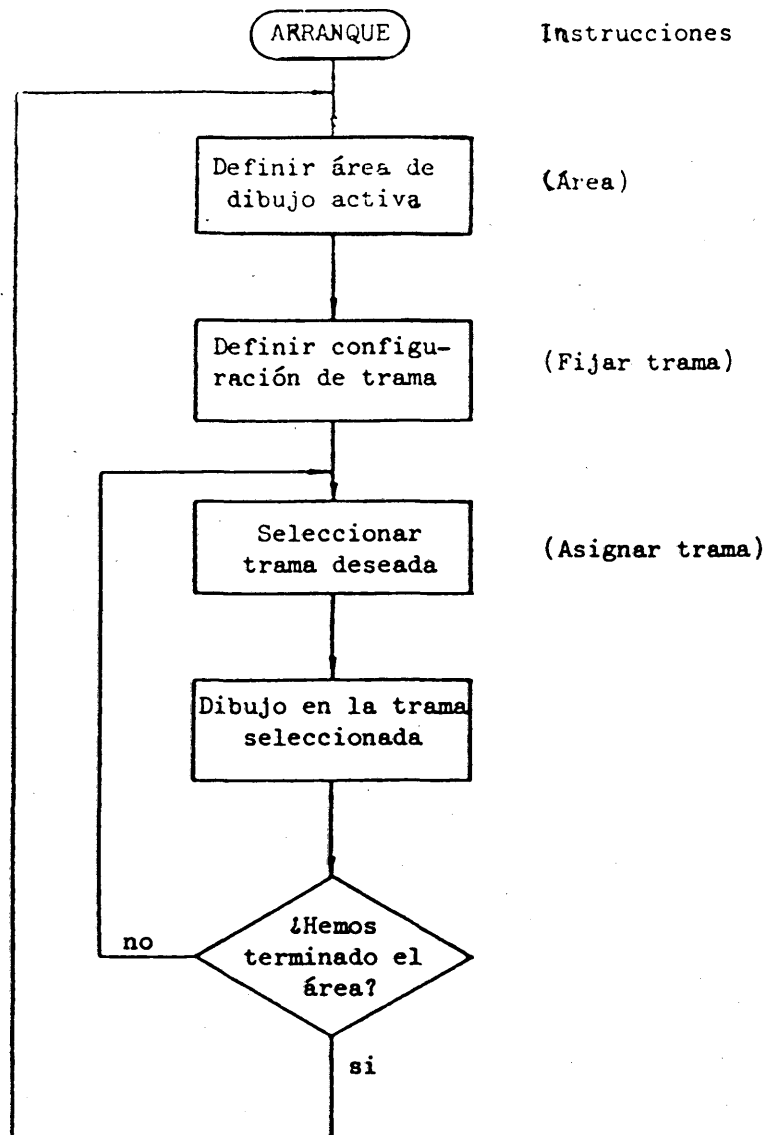 ARRANQUE
Instrucciones
Definir área de
dibujo activa
(Área)
Definir configu-
ración de trama
(Fijar trama)
Seleccionar
trama deseada
(Asignar trama)
Dibujo en la trama
seleccionada
¿Hemos
terminado el
área?
no
si